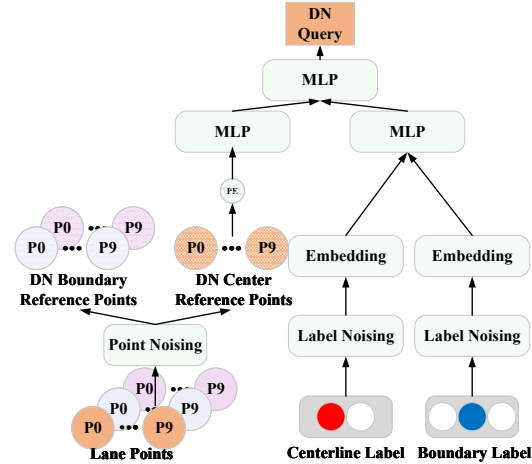 DN
Query
MLP
MLP
MLP
PE
P0 P9
P0 P9
P0 P9
DN Boundary
Reference Points
DN Center
Reference Points
Embedding
Embedding
Point Noising
Label Noising
Label Noising
P0 P9
P0 P9
P0 P9
Lane Points
Centerline Label
Boundary Label